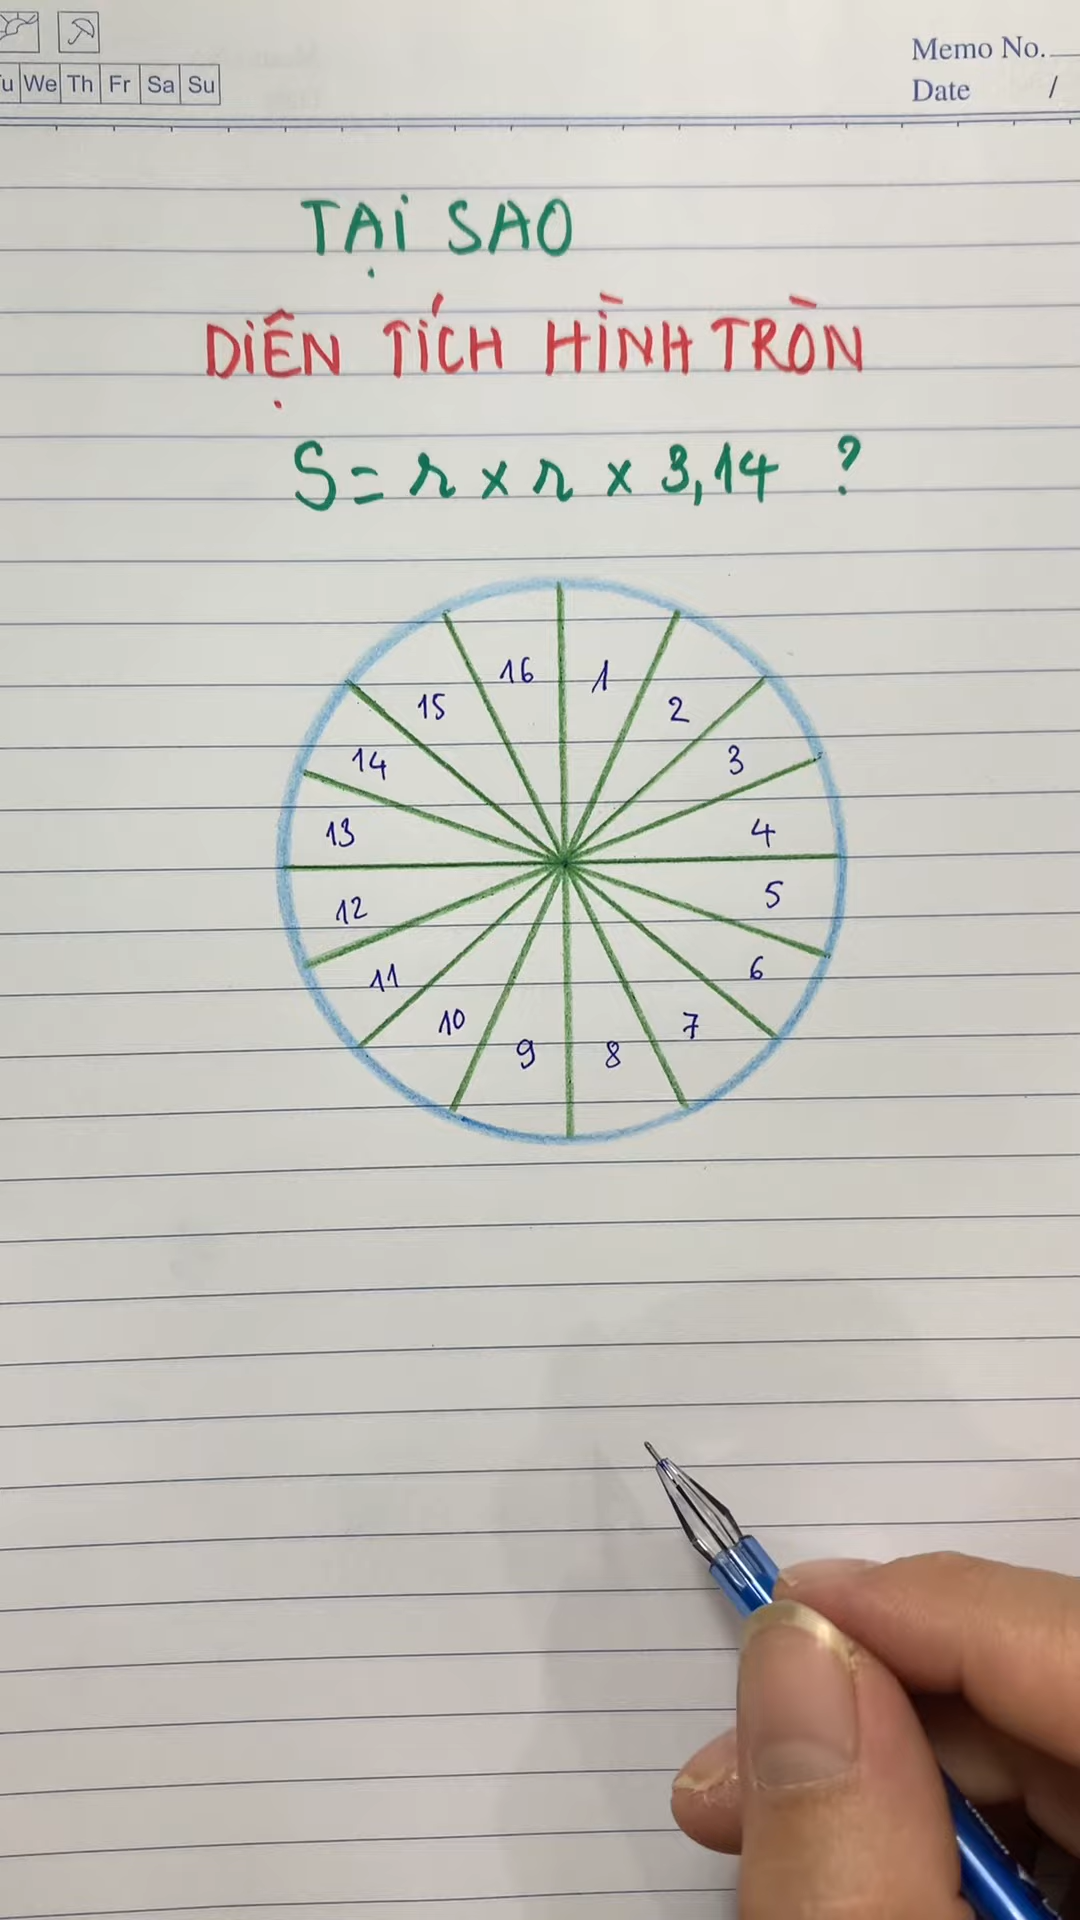 We Th Fr Sa Su
Memo No.
Date /
TẠI SAO
DIỆN TÍCH HÌNH TRÒN
S = r x r x 3,14 ?
16 1
15 2
14 3
13 4
12 5
11 6
10 7
9 8